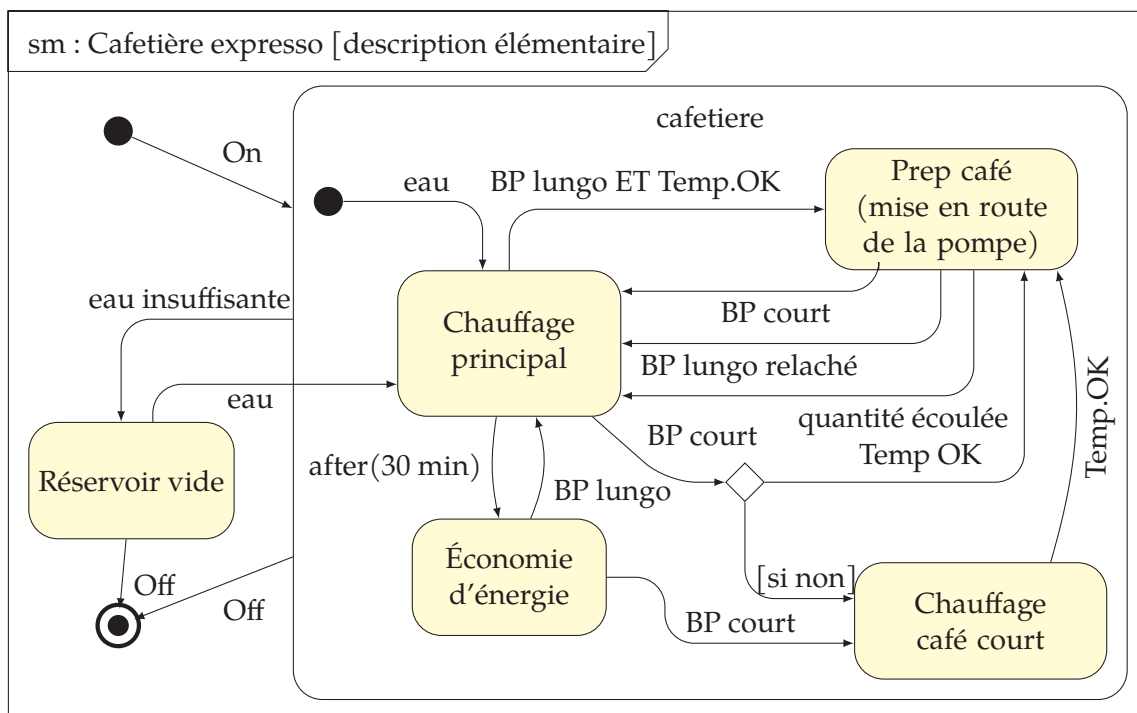 sm : Cafetière expresso [description élémentaire]
cafetiere
On
eau
BP lungo ET Temp.OK
Prep café
(mise en route
de la pompe)
eau insuffisante
BP court
Chauffage
principal
BP lungo relaché
eau
quantité écoulée
BP court
Temp OK
Temp.OK
after(30 min)
Réservoir vide
BP lungo
Économie
d'énergie
[si non]
Off
Off
BP court
Chauffage
café court